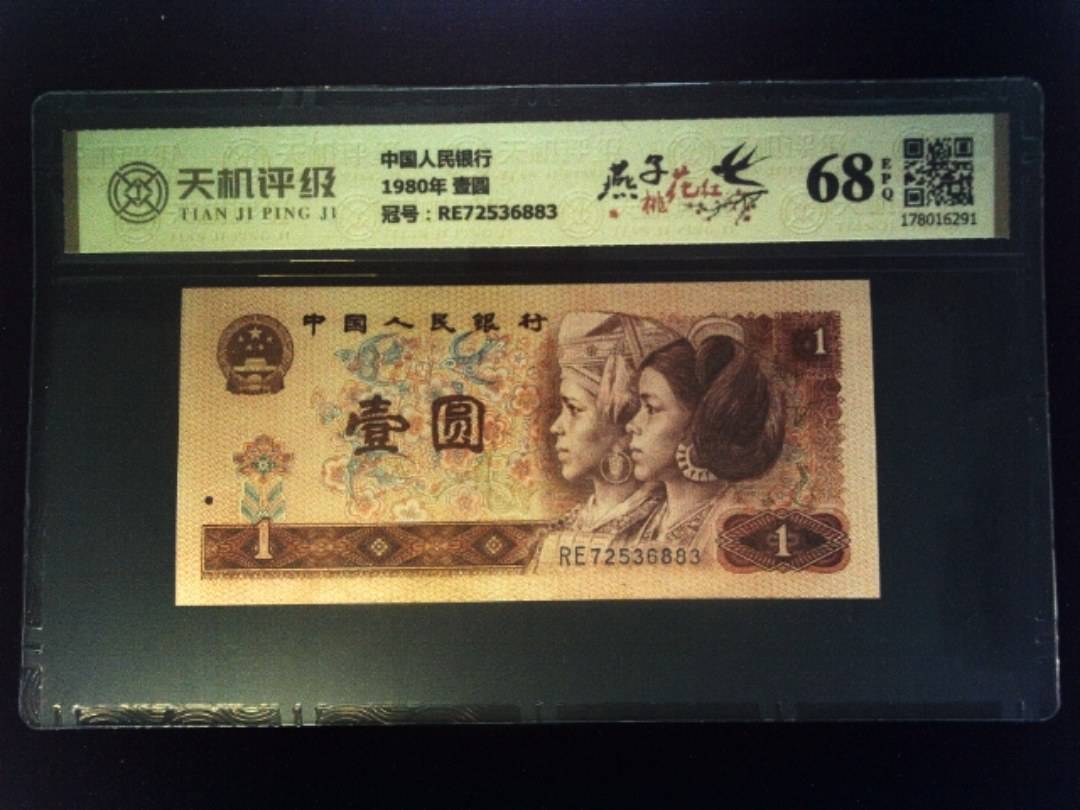 天机评级
TIAN JI PING JI
中国人民银行
1980年 壹圆
冠号：RE72536883
燕子
桃花红
68
EPQ
178016291
中国人民银行
1
壹圆
1
RE72536883
1